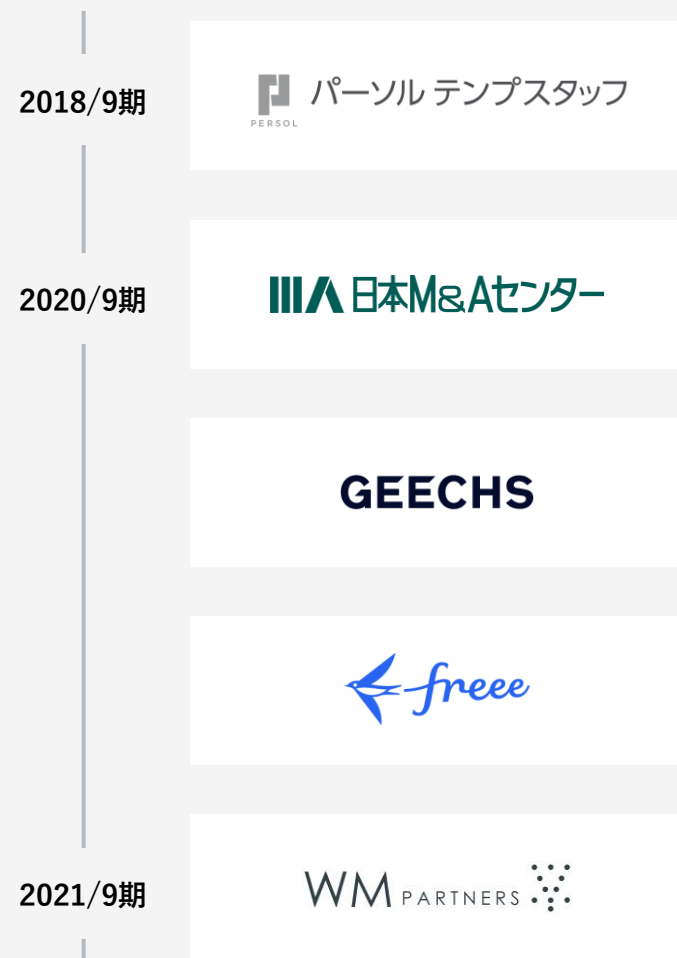 2018/9期
パーソル テンプスタッフ
PERSOL
2020/9期
日本M&Aセンター
GEECHS
freee
2021/9期
WM PARTNERS